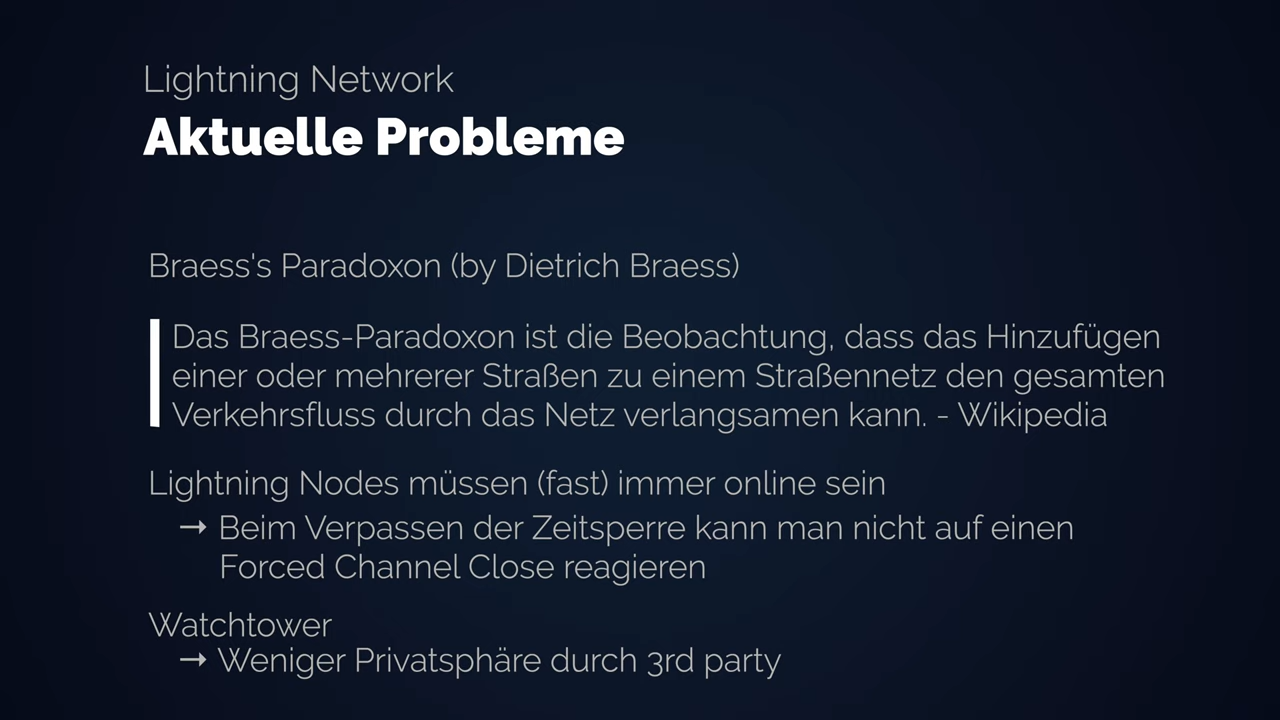 Lightning Network
Aktuelle Probleme
Braess's Paradoxon (by Dietrich Braess)
Das Braess-Paradoxon ist die Beobachtung, dass das Hinzufügen
einer oder mehrerer Straßen zu einem Straßennetz den gesamten
Verkehrsfluss durch das Netz verlangsamen kann. - Wikipedia
Lightning Nodes müssen (fast) immer online sein
→ Beim Verpassen der Zeitsperre kann man nicht auf einen
Forced Channel Close reagieren
Watchtower
→ Weniger Privatsphäre durch 3rd party